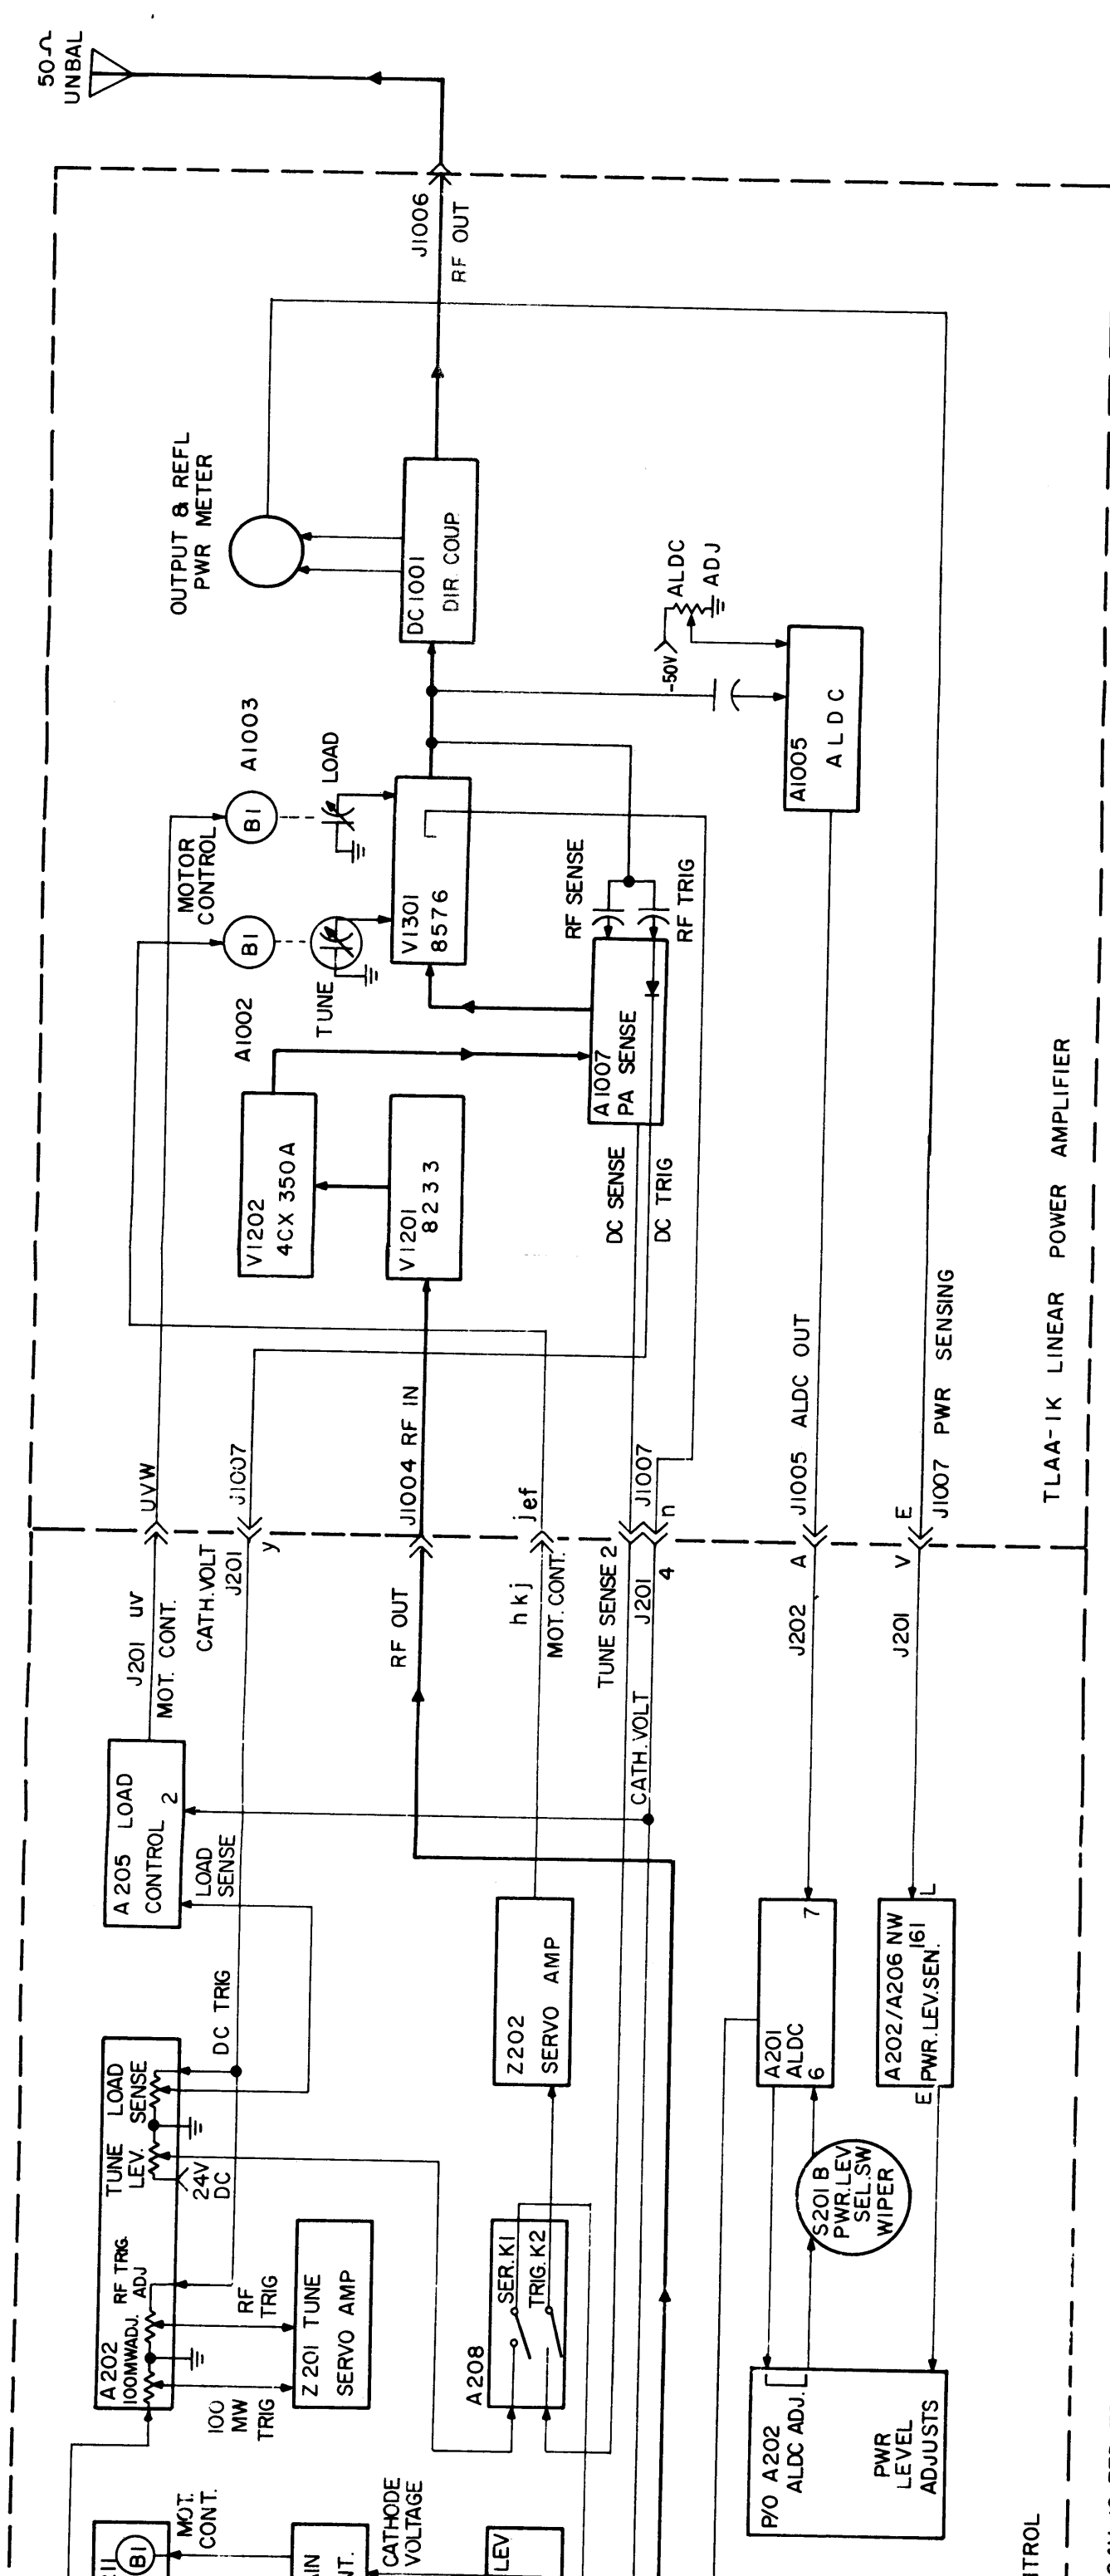 50Ω
UNBAL
J1006
RF OUT
OUTPUT & REFL
PWR METER
DC1001
DIR. COUP.
-50V
ALDC
ADJ
A1005
ALDC
MOTOR
CONTROL
B1
A1003
LOAD
B1
A1002
TUNE
V1301
8576
RF SENSE
RF TRIG
A1007
PA SENSE
V1202
4CX 350A
V1201
8233
DC SENSE
DC TRIG
UVW
J1007
J1004 RF IN
jef
J1007
n
J1005 ALDC OUT
E
J1007 PWR SENSING
TLAA-1K LINEAR POWER AMPLIFIER
J201 uv
MOT. CONT.
CATH.VOLT
J201
y
RF OUT
hkj
MOT. CONT.
TUNE SENSE 2
J201
4
CATH.VOLT
J202 A
J201 V
A205 LOAD
CONTROL 2
LOAD
SENSE
DC TRIG
Z202
SERVO AMP
A201
ALDC
6
7
A202/A206 NW
161
PWR.LEV.SEN.
E
L
A202
100MWADJ.
RF TRIG.
ADJ
TUNE
LEV.
LOAD
SENSE
24V
DC
100
MW
TRIG
RF
TRIG
Z201 TUNE
SERVO AMP
A208
SER.K1
TRIG.K2
S201B
PWR.LEV
SEL.SW
WIPER
P/O A202
ALDC ADJ.
PWR
LEVEL
ADJUSTS
B1
MOT.
CONT.
CATHODE
VOLTAGE
LEV